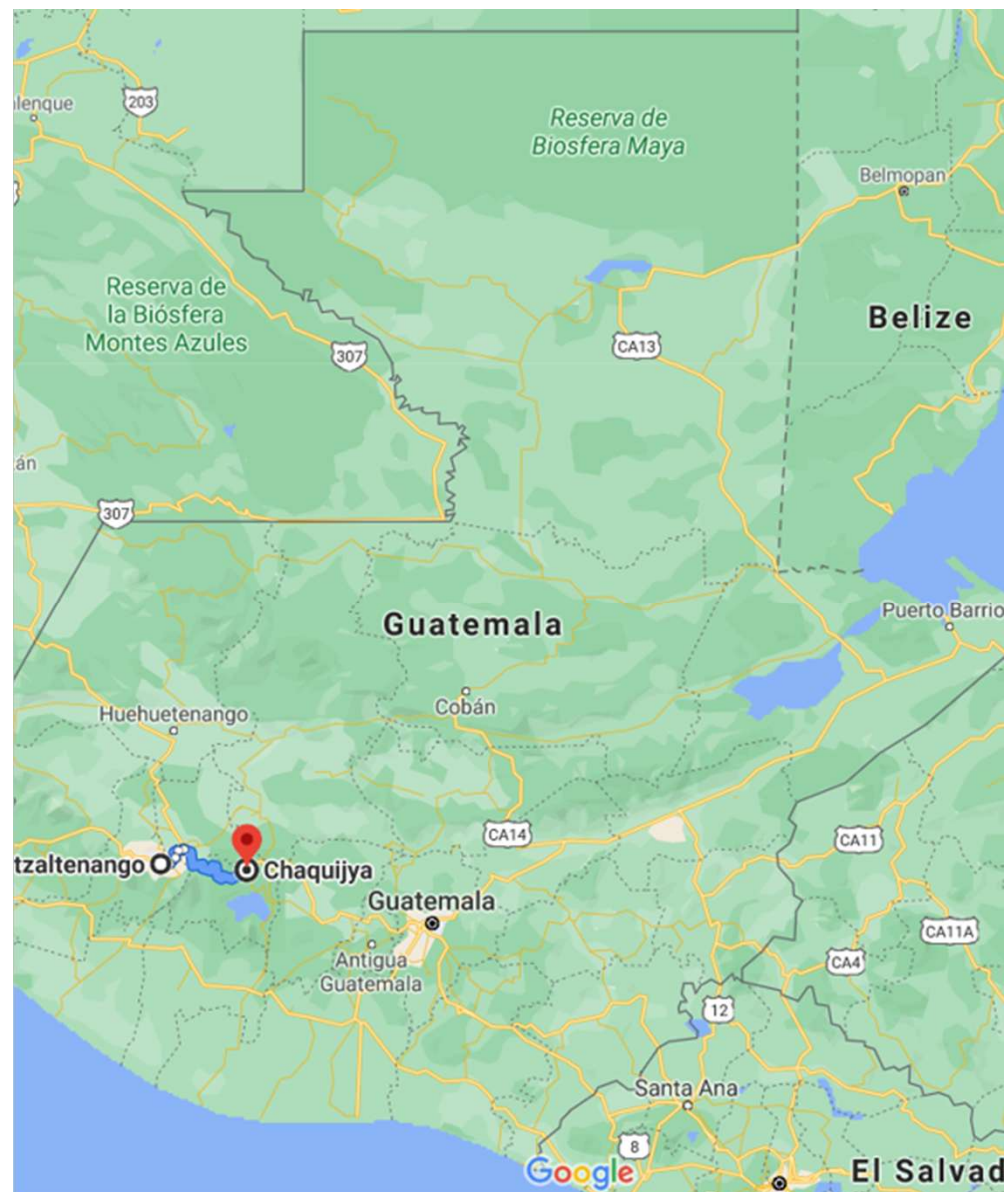 203
lenque
Reserva de
Biosfera Maya
Belmopan
Reserva de
la Biósfera
Montes Azules
307
CA13
Belize
án
307
Guatemala
Puerto Barrio
Huehuetenango
Cobán
CA14
CA11
tzaltenango
Chaquijya
Guatemala
Antigua
Guatemala
CA11A
CA4
12
Santa Ana
8
Google
El Salvad